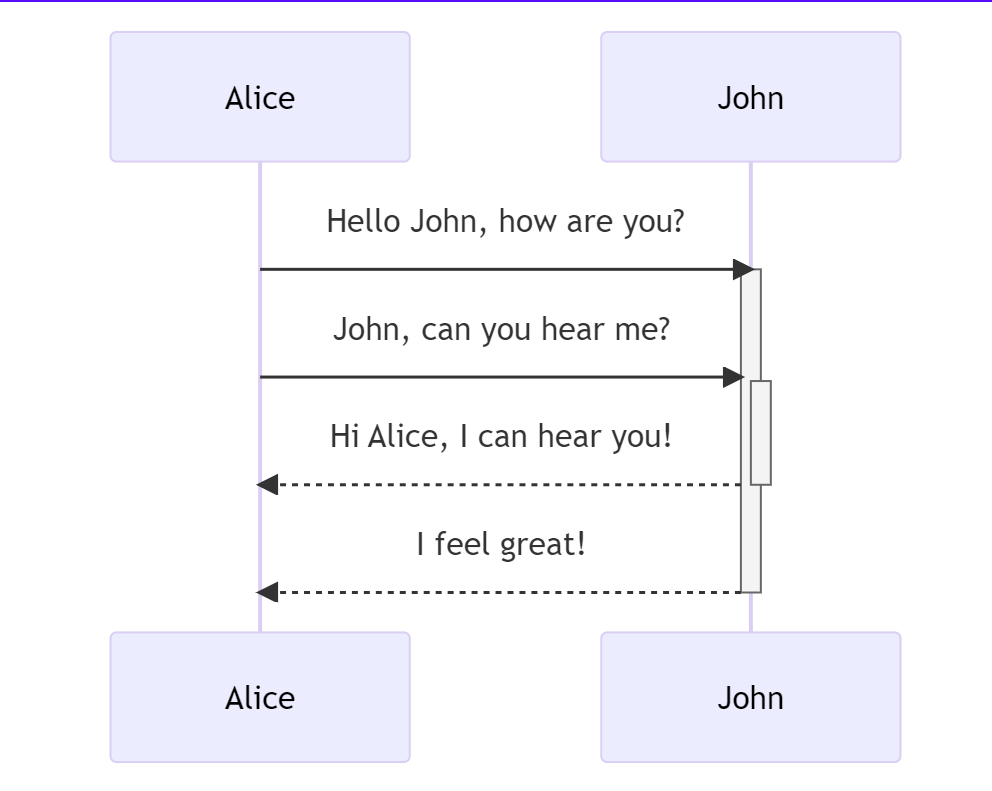 Alice
John
Hello John, how are you?
John, can you hear me?
Hi Alice, I can hear you!
I feel great!
Alice
John